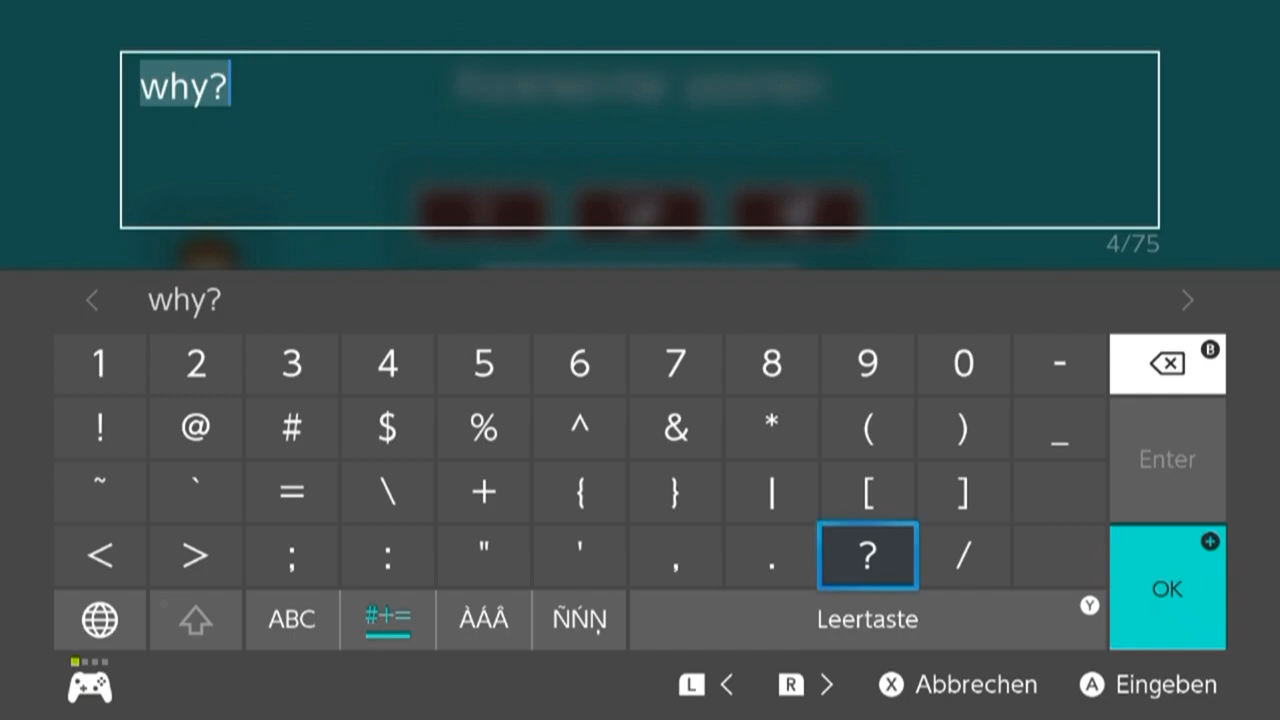 why?
4/75
why?
1 2 3 4 5 6 7 8 9 0 -
B
! @ # $ % ^ & * ( ) _
Enter
~ ` = \ + { } | [ ]
< > ; : " ' , . ? /
+
OK
ABC #+= ÀÁÂ ÑŃŅ Leertaste Y
L < R > X Abbrechen A Eingeben